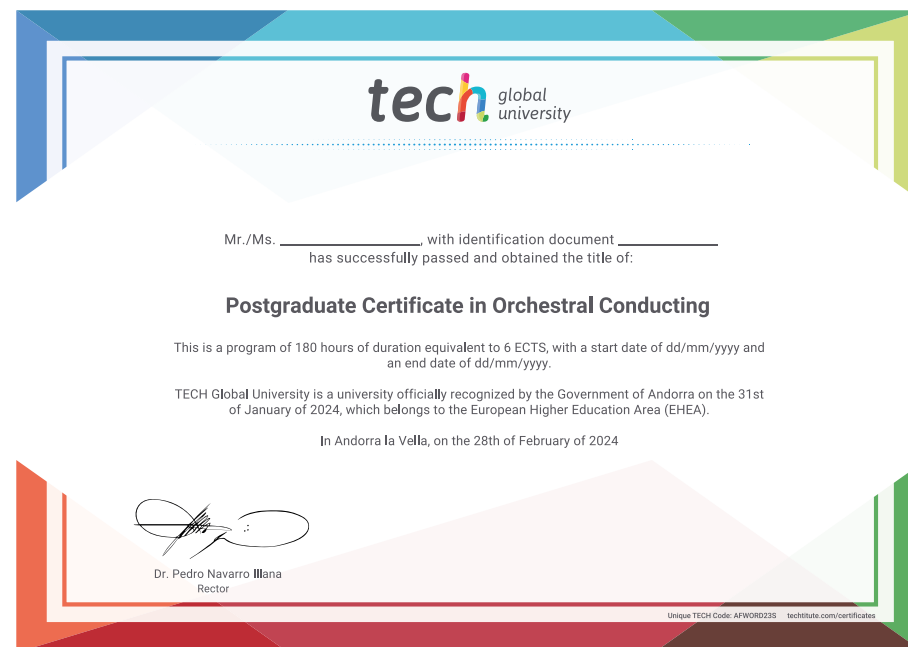 tech global university
Mr./Ms. ____________________, with identification document ______________
has successfully passed and obtained the title of:
Postgraduate Certificate in Orchestral Conducting
This is a program of 180 hours of duration equivalent to 6 ECTS, with a start date of dd/mm/yyyy and
an end date of dd/mm/yyyy.
TECH Global University is a university officially recognized by the Government of Andorra on the 31st
of January of 2024, which belongs to the European Higher Education Area (EHEA).
In Andorra la Vella, on the 28th of February of 2024
Dr. Pedro Navarro Illana
Rector
Unique TECH Code: AFWORD23S techtitute.com/certificates